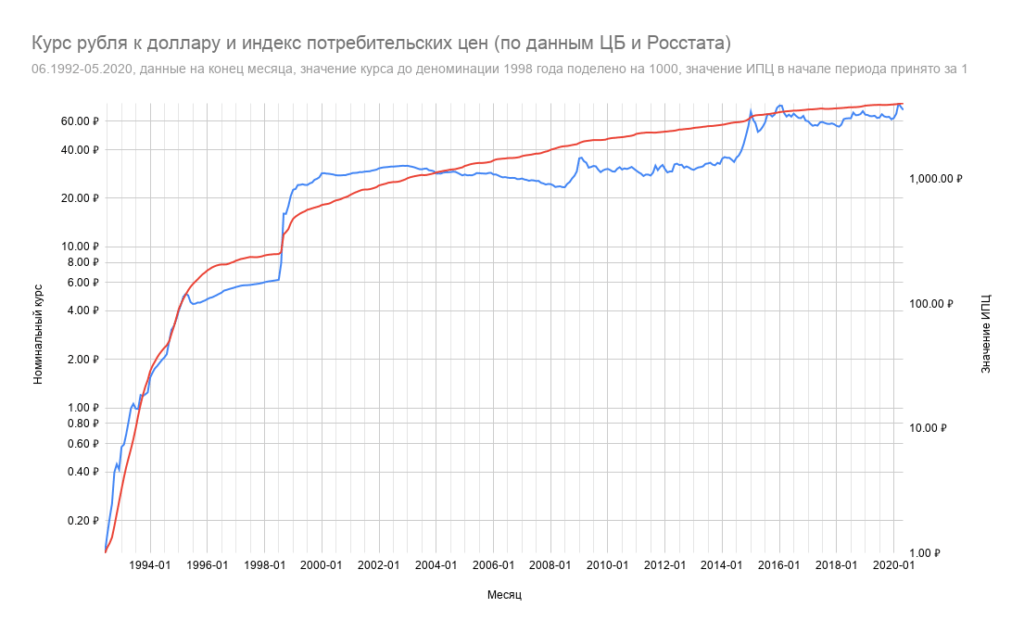 Курс рубля к доллару и индекс потребительских цен (по данным ЦБ и Росстата)
06.1992-05.2020, данные на конец месяца, значение курса до деноминации 1998 года поделено на 1000, значение ИПЦ в начале периода принято за 1
Номинальный курс
60.00 ₽
40.00 ₽
20.00 ₽
10.00 ₽
8.00 ₽
6.00 ₽
4.00 ₽
2.00 ₽
1.00 ₽
0.80 ₽
0.60 ₽
0.40 ₽
0.20 ₽
1,000.00 ₽
100.00 ₽
10.00 ₽
1.00 ₽
Значение ИПЦ
1994-01 1996-01 1998-01 2000-01 2002-01 2004-01 2006-01 2008-01 2010-01 2012-01 2014-01 2016-01 2018-01 2020-01
Месяц